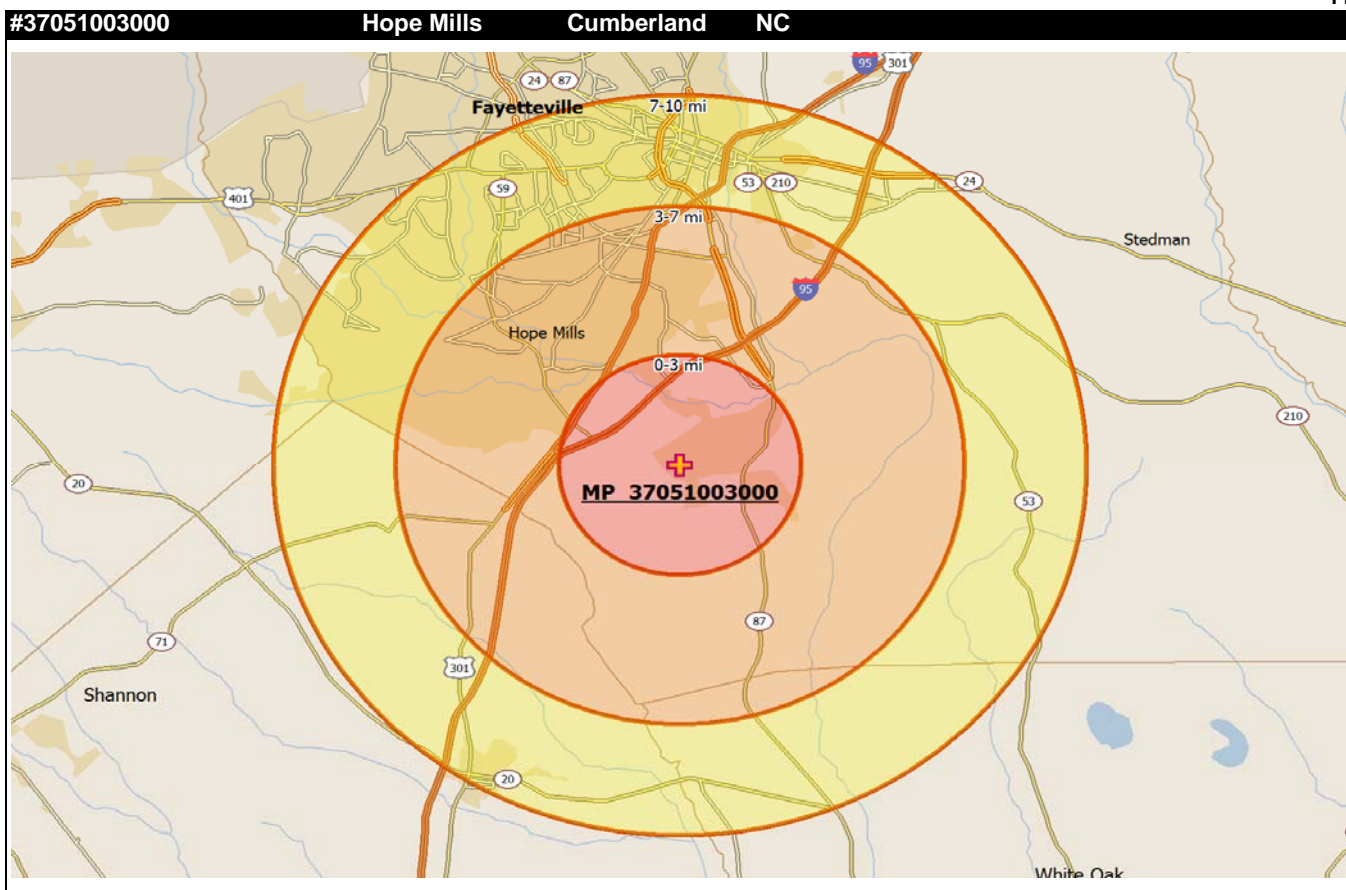 #37051003000 Hope Mills Cumberland NC
95 301
24 87
Fayetteville 7-10 mi
59 53 210 24
401
3-7 mi
Stedman
95
Hope Mills
0-3 mi
210
MP 37051003000
20
53
87
71
301
Shannon
20
White Oak